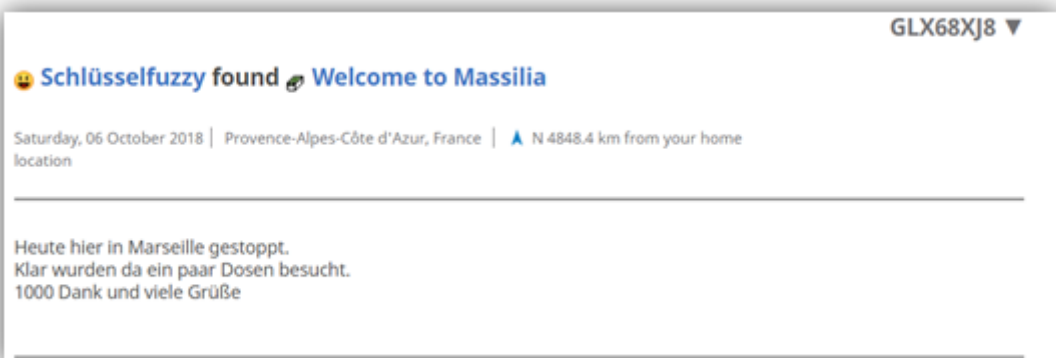 GLX68XJ8 ▼
Schlüsselfuzzy found Welcome to Massilia
Saturday, 06 October 2018 | Provence-Alpes-Côte d'Azur, France | N 4848.4 km from your home
location
Heute hier in Marseille gestoppt.
Klar wurden da ein paar Dosen besucht.
1000 Dank und viele Grüße